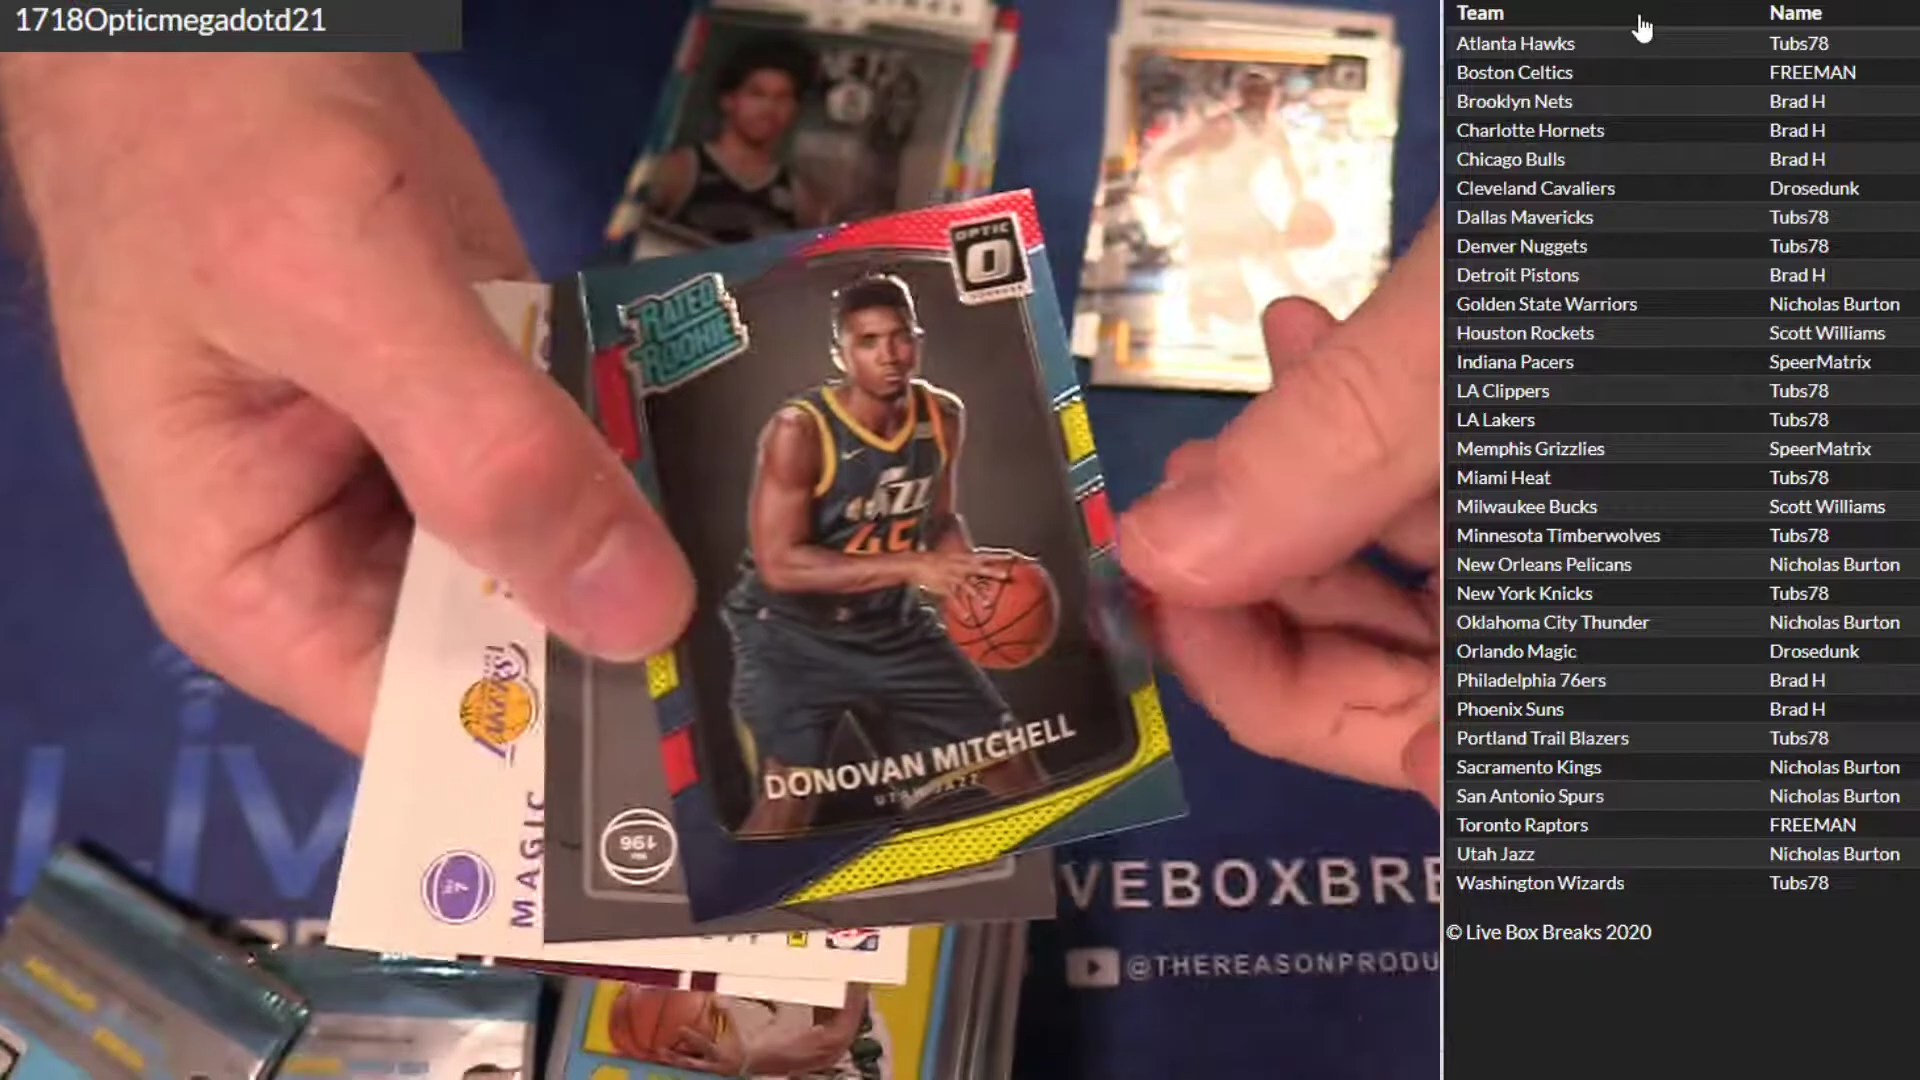 1718Opticmegadotd21
NETS
OPTIC
RATED
ROOKIE
JAZZ
45
DONOVAN MITCHELL
UTAH JAZZ
196
7
MAGIC
VEBOXBRE
@THEREASONPRODU
Team Name
Atlanta Hawks Tubs78
Boston Celtics FREEMAN
Brooklyn Nets Brad H
Charlotte Hornets Brad H
Chicago Bulls Brad H
Cleveland Cavaliers Drosedunk
Dallas Mavericks Tubs78
Denver Nuggets Tubs78
Detroit Pistons Brad H
Golden State Warriors Nicholas Burton
Houston Rockets Scott Williams
Indiana Pacers SpeerMatrix
LA Clippers Tubs78
LA Lakers Tubs78
Memphis Grizzlies SpeerMatrix
Miami Heat Tubs78
Milwaukee Bucks Scott Williams
Minnesota Timberwolves Tubs78
New Orleans Pelicans Nicholas Burton
New York Knicks Tubs78
Oklahoma City Thunder Nicholas Burton
Orlando Magic Drosedunk
Philadelphia 76ers Brad H
Phoenix Suns Brad H
Portland Trail Blazers Tubs78
Sacramento Kings Nicholas Burton
San Antonio Spurs Nicholas Burton
Toronto Raptors FREEMAN
Utah Jazz Nicholas Burton
Washington Wizards Tubs78
© Live Box Breaks 2020